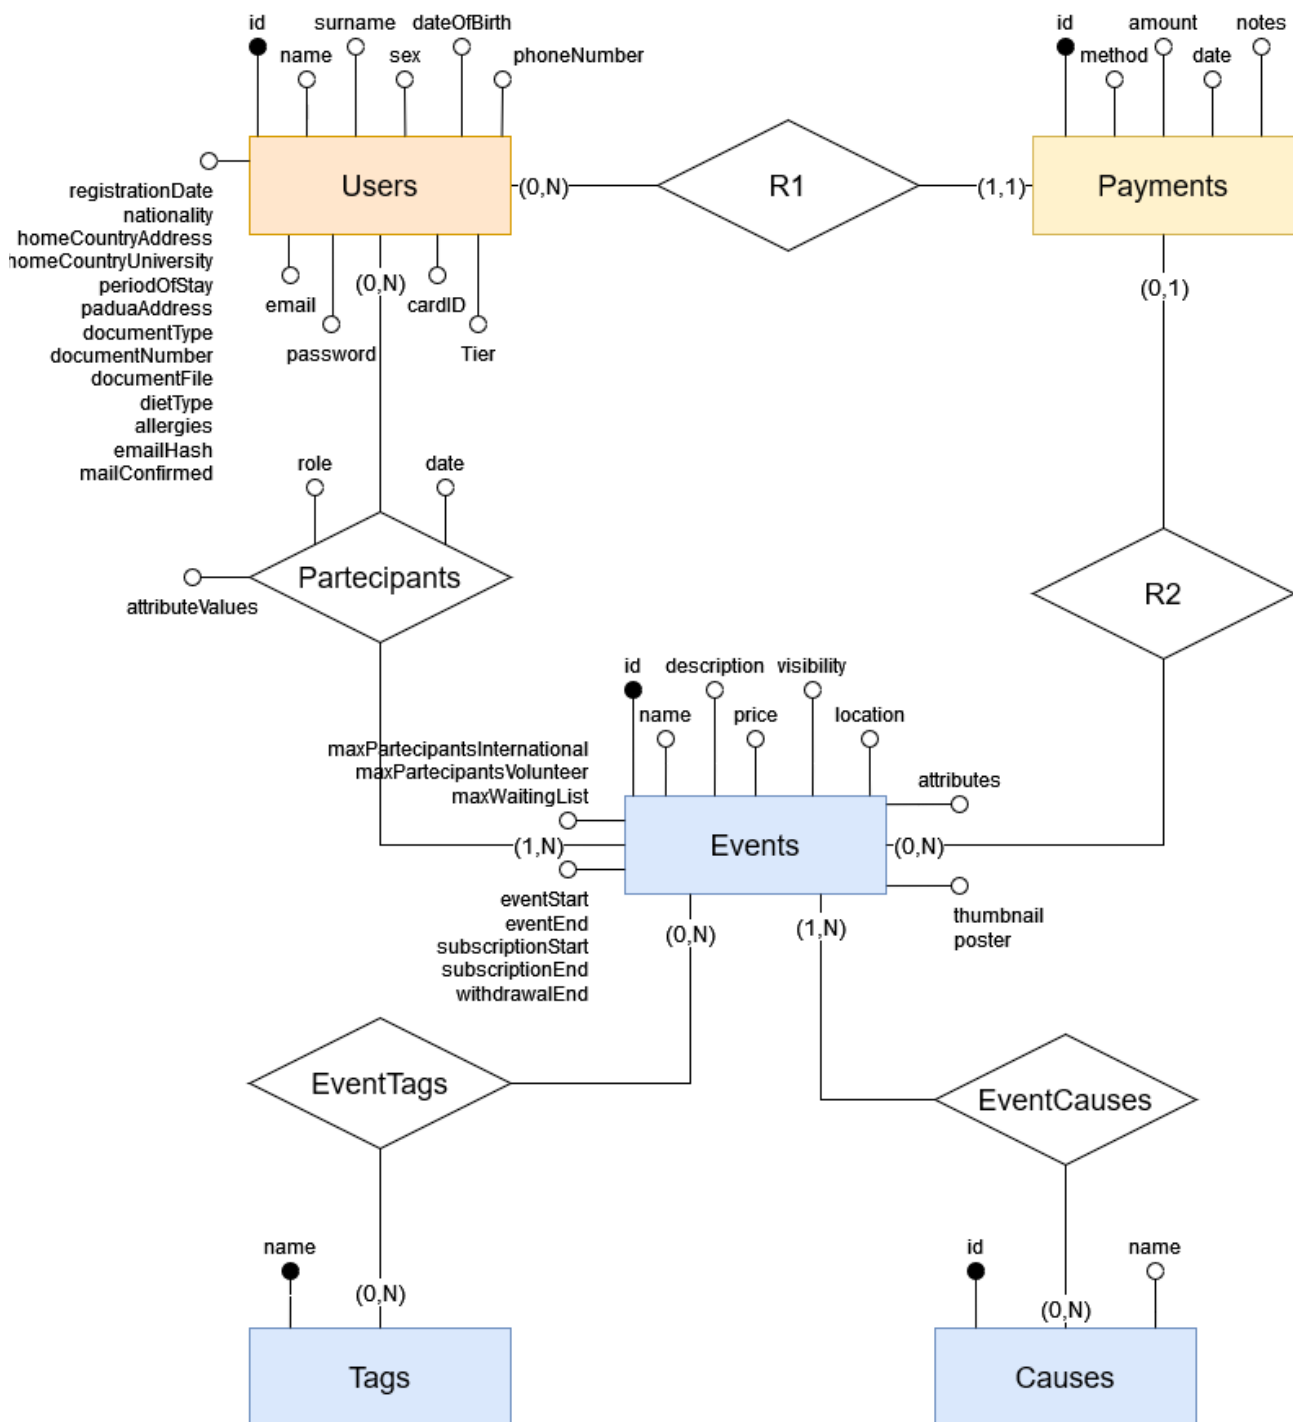 id
surname
dateOfBirth
name
sex
phoneNumber
id
amount
notes
method
date
Users
(0,N)
R1
(1,1)
Payments
registrationDate
nationality
homeCountryAddress
homeCountryUniversity
periodOfStay
paduaAddress
documentType
documentNumber
documentFile
dietType
allergies
emailHash
mailConfirmed
(0,N)
email
cardID
password
Tier
(0,1)
role
date
Partecipants
attributeValues
R2
id
description
visibility
name
price
location
maxPartecipantsInternational
maxPartecipantsVolunteer
maxWaitingList
attributes
(1,N)
Events
(0,N)
eventStart
eventEnd
subscriptionStart
subscriptionEnd
withdrawalEnd
(0,N)
(1,N)
thumbnail
poster
EventTags
EventCauses
name
(0,N)
id
name
(0,N)
Tags
Causes